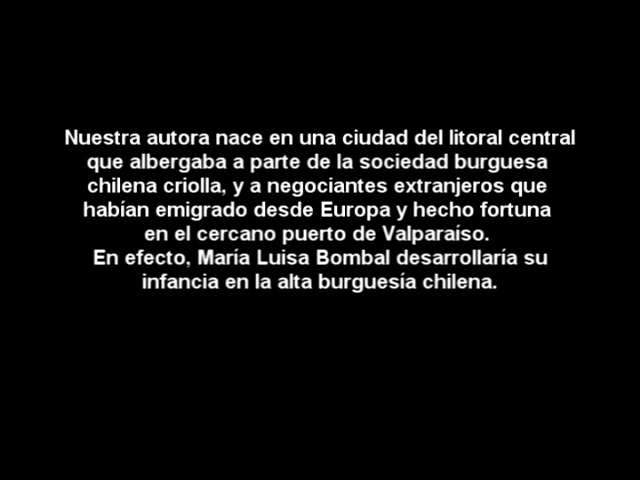 Nuestra autora nace en una ciudad del litoral central
que albergaba a parte de la sociedad burguesa
chilena criolla, y a negociantes extranjeros que
habían emigrado desde Europa y hecho fortuna
en el cercano puerto de Valparaíso.
En efecto, María Luisa Bombal desarrollaría su
infancia en la alta burguesía chilena.